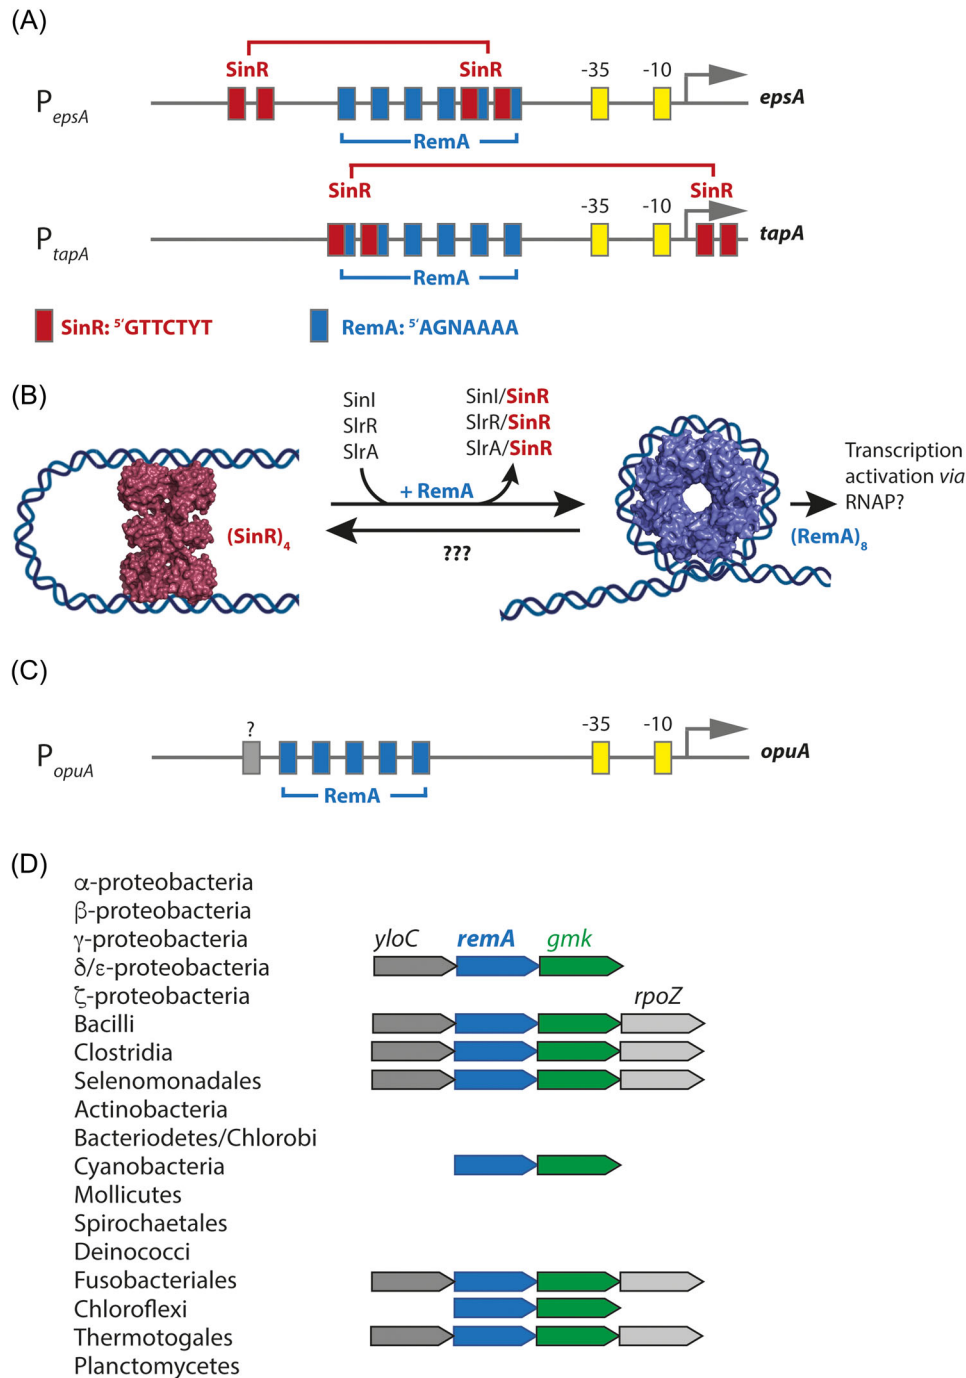 (A)
SinR SinR -35 -10
P epsA epsA
RemA
SinR SinR
-35 -10
P tapA tapA
RemA
SinR: 5'GTTCTYT RemA: 5'AGNAAAA
(B)
SinI SinI/SinR
SlrR SlrR/SinR
SlrA SlrA/SinR
+ RemA
(SinR)4
???
(RemA)8
Transcription
activation via
RNAP?
(C)
? -35 -10
P opuA opuA
RemA
(D)
α-proteobacteria
β-proteobacteria
γ-proteobacteria yloC remA gmk
δ/ε-proteobacteria
ζ-proteobacteria rpoZ
Bacilli
Clostridia
Selenomonadales
Actinobacteria
Bacteriodetes/Chlorobi
Cyanobacteria
Mollicutes
Spirochaetales
Deinococci
Fusobacteriales
Chloroflexi
Thermotogales
Planctomycetes